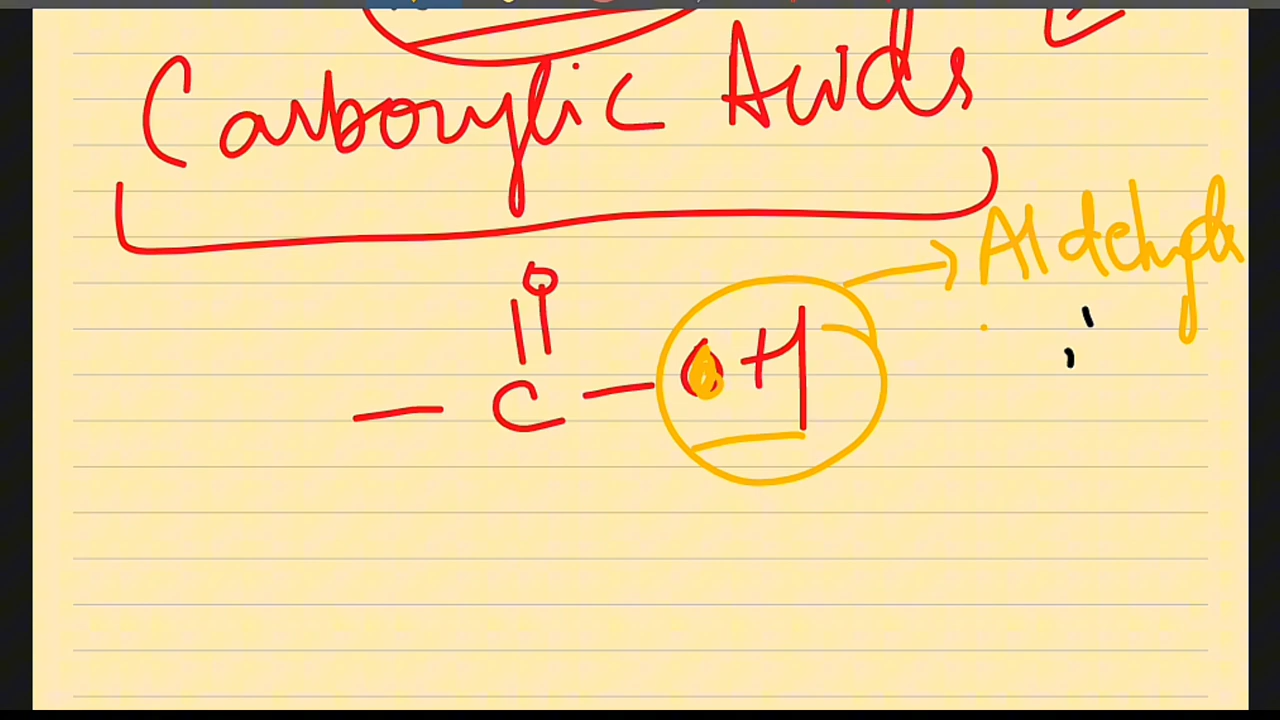 Carboxylic Acids
Aldehyde
O
— C — OH